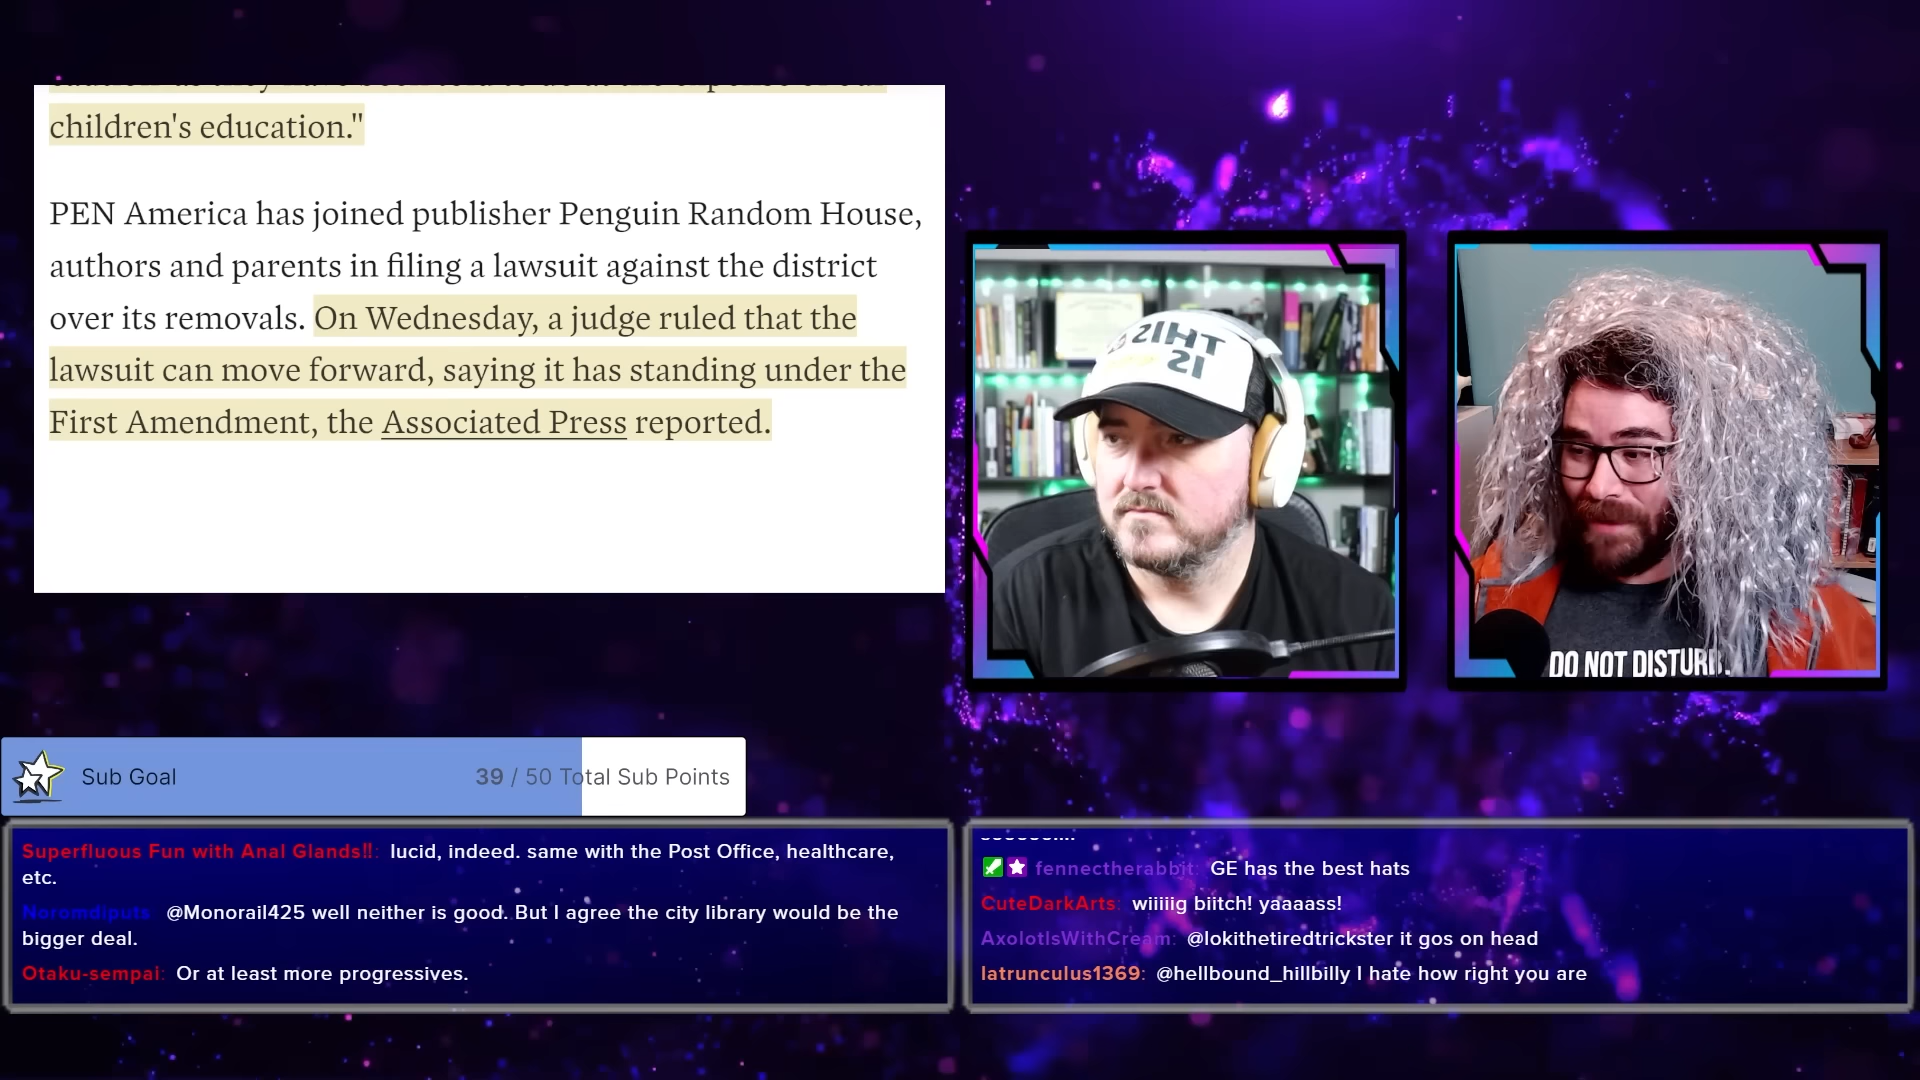 children's education."
PEN America has joined publisher Penguin Random House,
authors and parents in filing a lawsuit against the district
over its removals. On Wednesday, a judge ruled that the
lawsuit can move forward, saying it has standing under the
First Amendment, the Associated Press reported.
THIS
IS
DO NOT DISTURB.
Sub Goal
39 / 50 Total Sub Points
Superfluous Fun with Anal Glands!!: lucid, indeed. same with the Post Office, healthcare,
etc.
Noromdiputs: @Monorail425 well neither is good. But I agree the city library would be the
bigger deal.
Otaku-sempai: Or at least more progressives.
fennectherabbit: GE has the best hats
CuteDarkArts: wiiiiig biitch! yaaaass!
AxolotlsWithCream: @lokithetiredtrickster it gos on head
latrunculus1369: @hellbound_hillbilly I hate how right you are